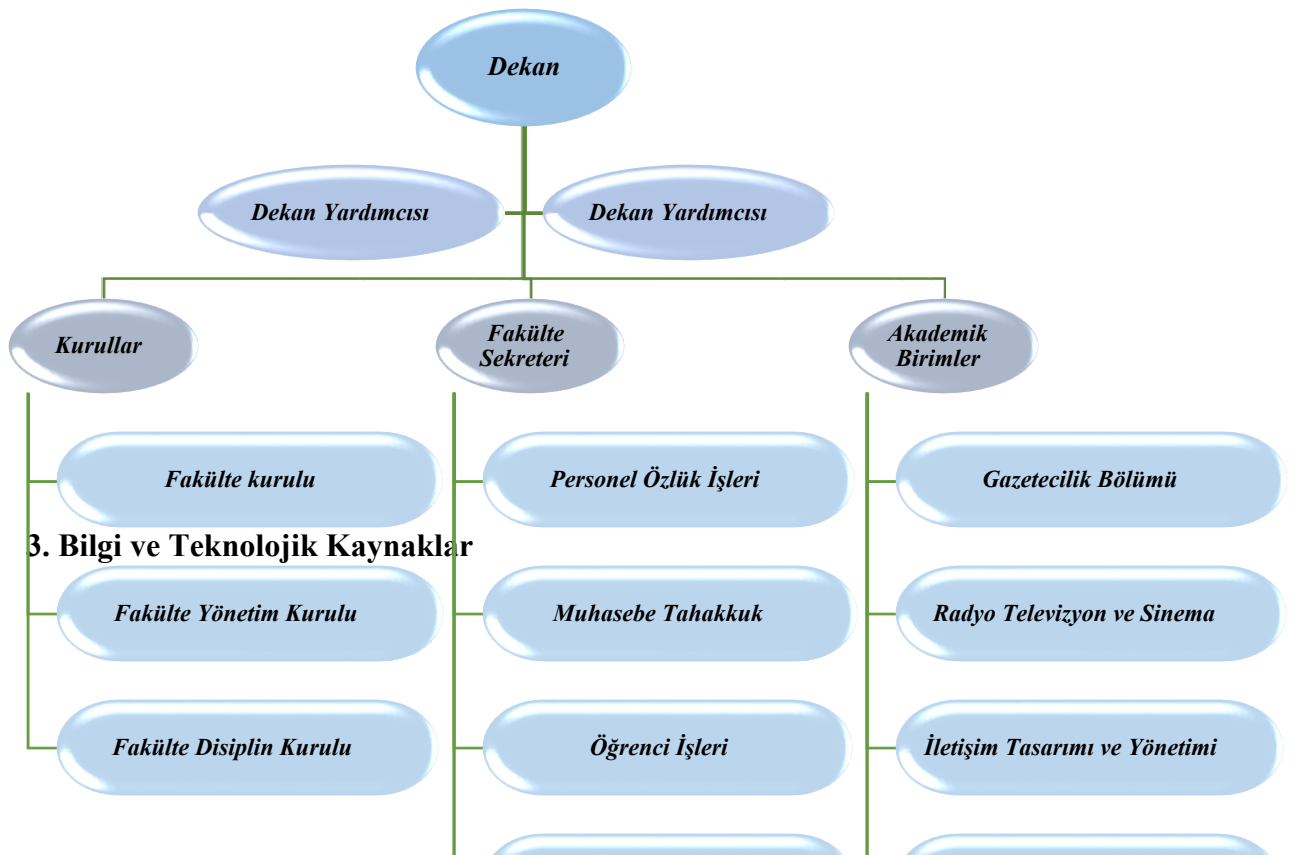 Dekan
Dekan Yardımcısı
Dekan Yardımcısı
Kurullar
Fakülte
Sekreteri
Akademik
Birimler
Fakülte kurulu
Personel Özlük İşleri
Gazetecilik Bölümü
3. Bilgi ve Teknolojik Kaynaklar
Fakülte Yönetim Kurulu
Muhasebe Tahakkuk
Radyo Televizyon ve Sinema
Fakülte Disiplin Kurulu
Öğrenci İşleri
İletişim Tasarımı ve Yönetimi